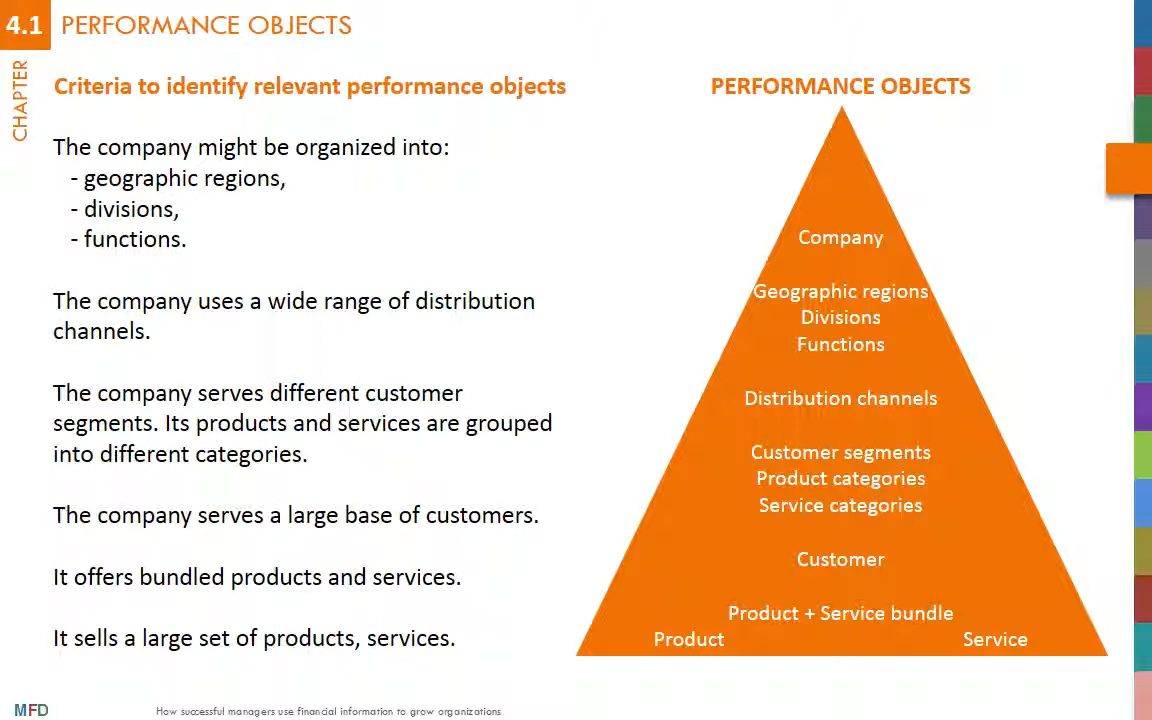 4.1 PERFORMANCE OBJECTS
CHAPTER
Criteria to identify relevant performance objects
The company might be organized into:
- geographic regions,
- divisions,
- functions.
The company uses a wide range of distribution
channels.
The company serves different customer
segments. Its products and services are grouped
into different categories.
The company serves a large base of customers.
It offers bundled products and services.
It sells a large set of products, services.
PERFORMANCE OBJECTS
Company
Geographic regions
Divisions
Functions
Distribution channels
Customer segments
Product categories
Service categories
Customer
Product + Service bundle
Product Service
MFD How successful managers use financial information to grow organizations